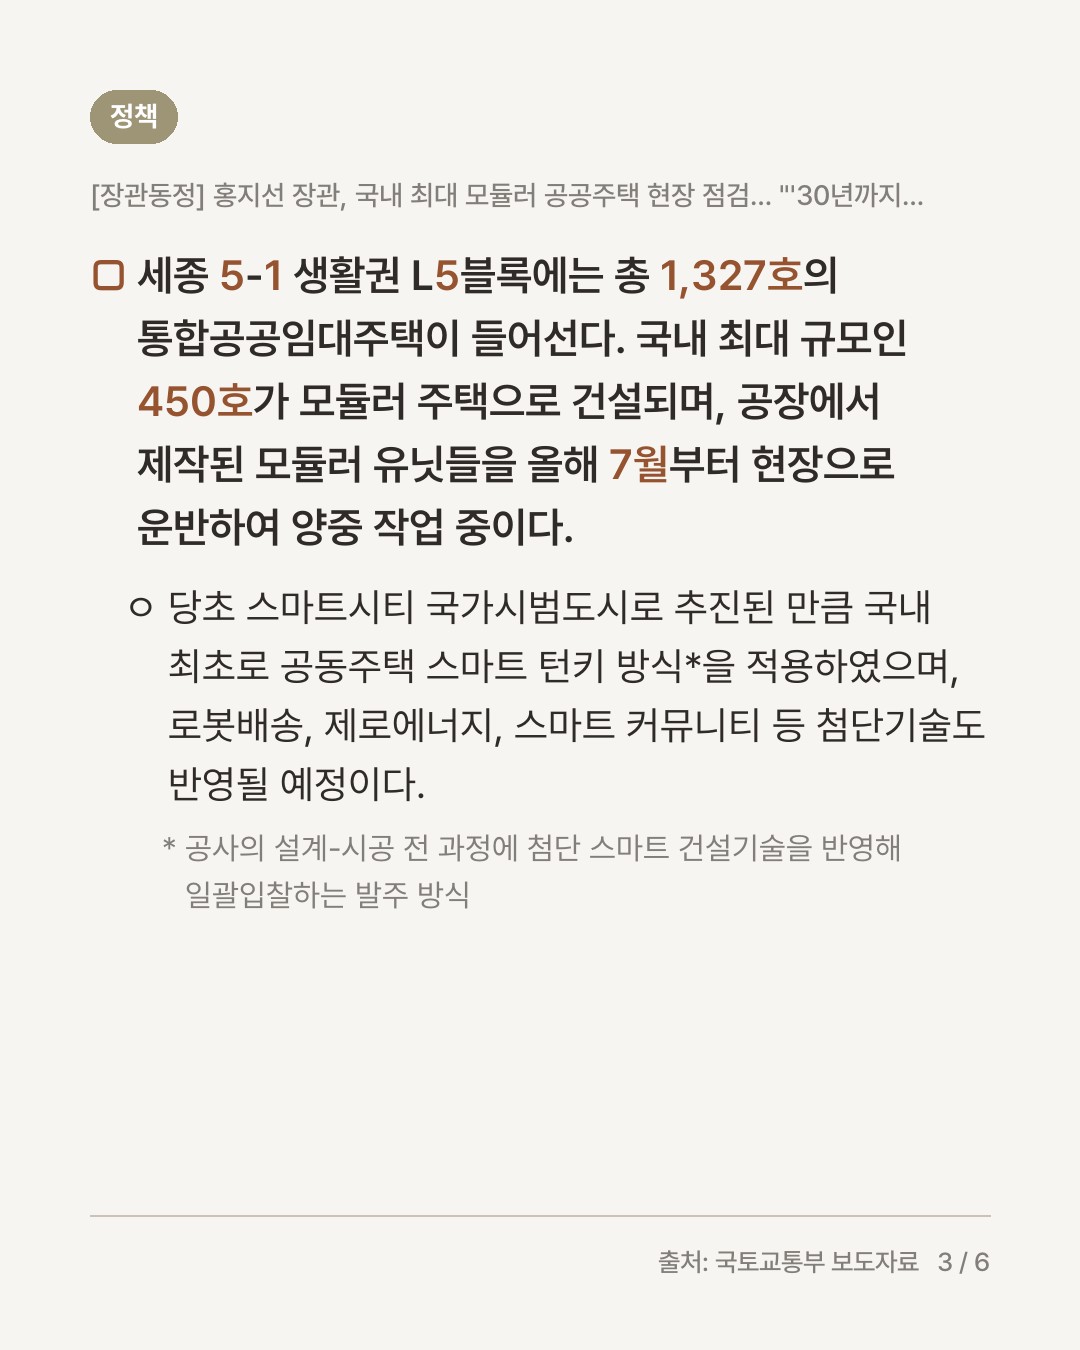 정책
[장관동정] 홍지선 장관, 국내 최대 모듈러 공공주택 현장 점검... "'30년까지...
□ 세종 5-1 생활권 L5블록에는 총 1,327호의
통합공공임대주택이 들어선다. 국내 최대 규모인
450호가 모듈러 주택으로 건설되며, 공장에서
제작된 모듈러 유닛들을 올해 7월부터 현장으로
운반하여 양중 작업 중이다.
ㅇ 당초 스마트시티 국가시범도시로 추진된 만큼 국내
최초로 공동주택 스마트 턴키 방식*을 적용하였으며,
로봇배송, 제로에너지, 스마트 커뮤니티 등 첨단기술도
반영될 예정이다.
* 공사의 설계-시공 전 과정에 첨단 스마트 건설기술을 반영해
일괄입찰하는 발주 방식
출처: 국토교통부 보도자료 3 / 6